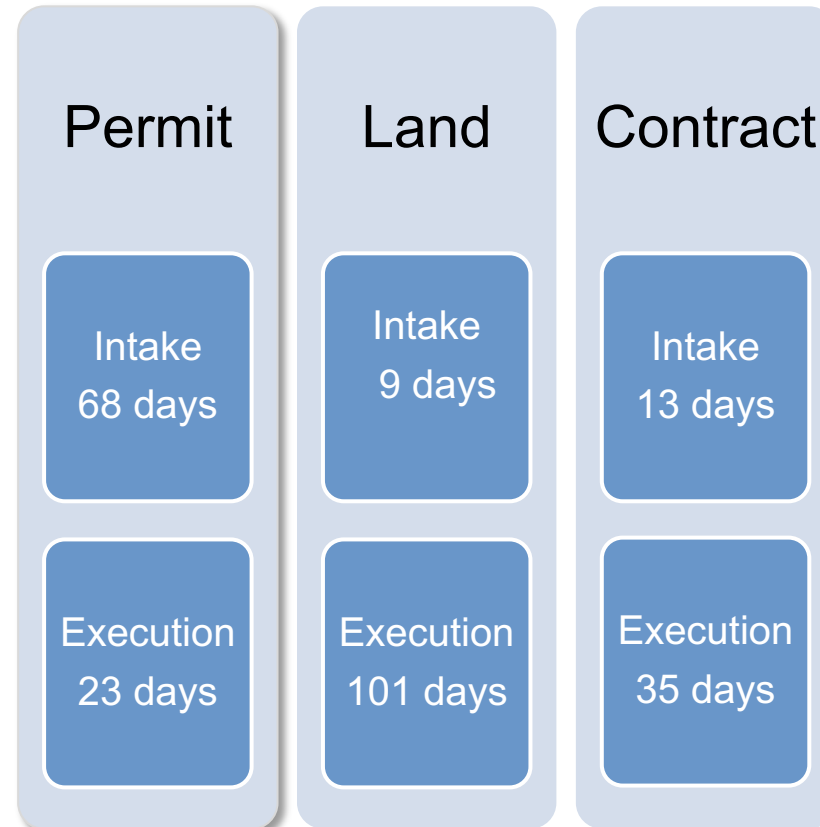 Permit
Intake
68 days
Execution
23 days
Land
Intake
9 days
Execution
101 days
Contract
Intake
13 days
Execution
35 days